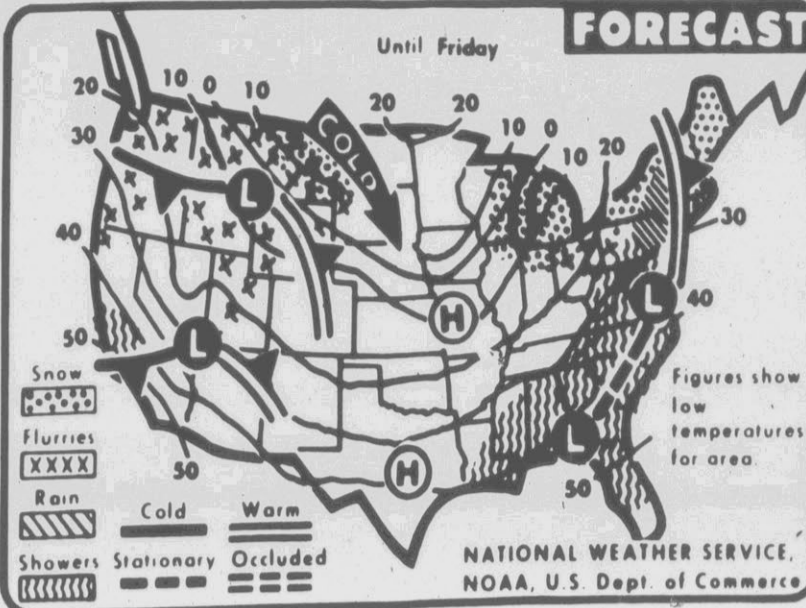 FORECAST
Until Friday
20 10 0 10
20 20
10 0 10 20
30
COLD
L
30
40
L
40
50
L
H
Snow
Flurries
XXXX
Rain
Showers
50
H
L
50
Figures show
low
temperatures
for area.
Cold Warm
Stationary Occluded
NATIONAL WEATHER SERVICE,
NOAA, U.S. Dept. of Commerce